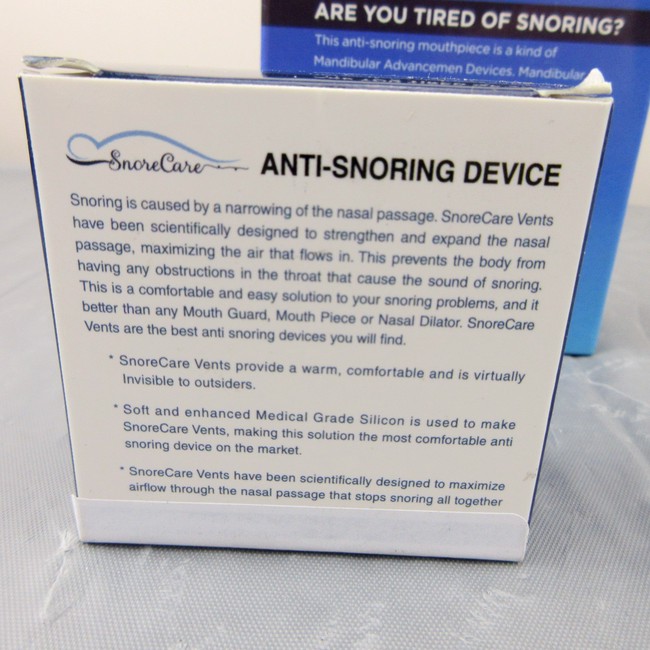 ARE YOU TIRED OF SNORING?
This anti-snoring mouthpiece is a kind of
Mandibular Advancemen Devices. Mandibular
SnoreCare
ANTI-SNORING DEVICE
Snoring is caused by a narrowing of the nasal passage. SnoreCare Vents
have been scientifically designed to strengthen and expand the nasal
passage, maximizing the air that flows in. This prevents the body from
having any obstructions in the throat that cause the sound of snoring.
This is a comfortable and easy solution to your snoring problems, and it
better than any Mouth Guard, Mouth Piece or Nasal Dilator. SnoreCare
Vents are the best anti snoring devices you will find.
* SnoreCare Vents provide a warm, comfortable and is virtually
Invisible to outsiders.
* Soft and enhanced Medical Grade Silicon is used to make
SnoreCare Vents, making this solution the most comfortable anti
snoring device on the market.
* SnoreCare Vents have been scientifically designed to maximize
airflow through the nasal passage that stops snoring all together